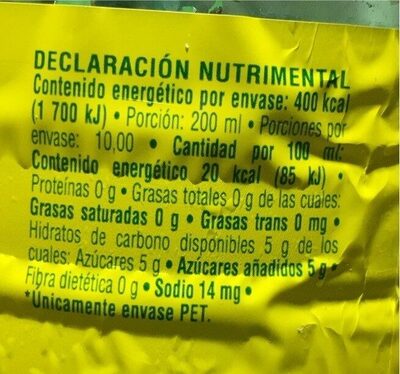 DECLARACIÓN NUTRIMENTAL
Contenido energético por envase: 400 kcal
(1 700 kJ) • Porción: 200 ml • Porciones por
envase: 10,00 • Cantidad por 100 ml:
Contenido energético 20 kcal (85 kJ) •
Proteínas 0 g • Grasas totales 0 g de las cuales:
Grasas saturadas 0 g • Grasas trans 0 mg •
Hidratos de carbono disponibles 5 g de los
cuales: Azúcares 5 g • Azúcares añadidos 5 g •
Fibra dietética 0 g • Sodio 14 mg •
*Unicamente envase PET.